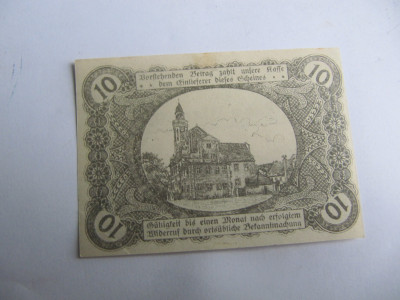 10 Vorstehenden Betrag zahlt unsere Kasse 10
dem Einlieferer dieses Scheines
10 Gültigkeit bis einen Monat nach erfolgtem 10
Widerruf durch ortsübliche Bekanntmachung